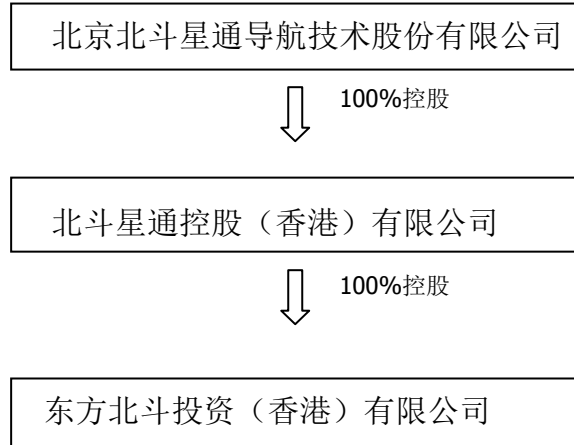 北京北斗星通导航技术股份有限公司
100%控股
北斗星通控股（香港）有限公司
100%控股
东方北斗投资（香港）有限公司